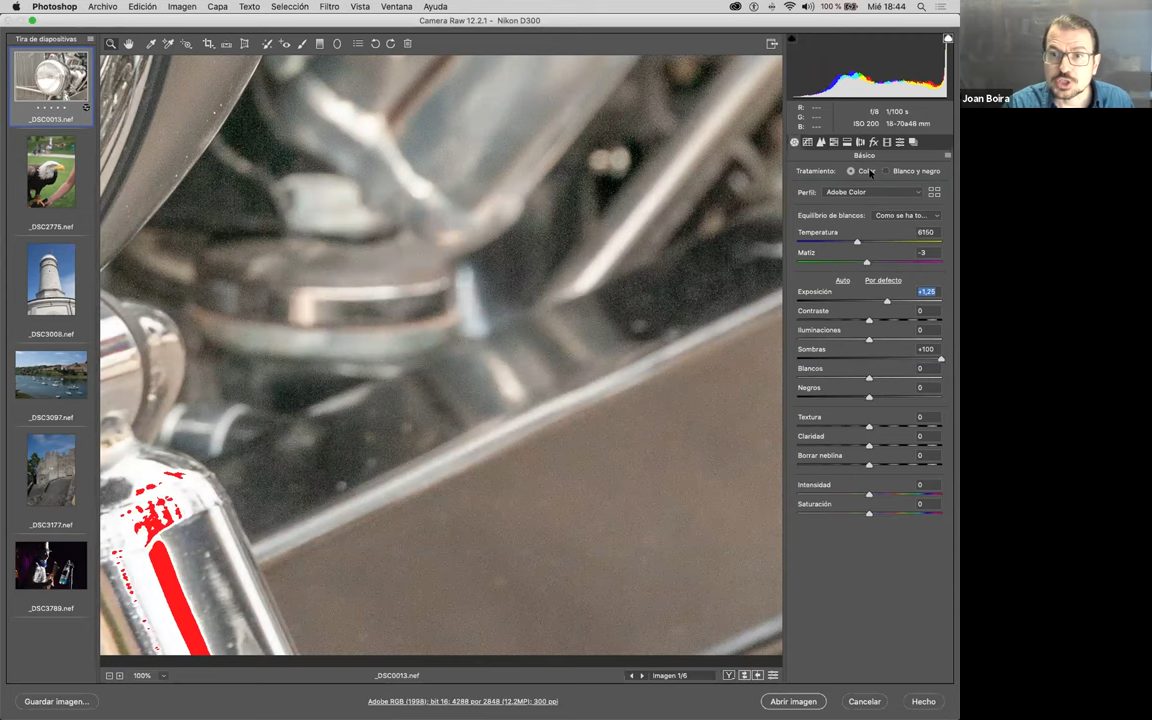 Photoshop Archivo Edición Imagen Capa Texto Selección Filtro Vista Ventana Ayuda 100 % Mié 18:44
Camera Raw 12.2.1 - Nikon D300
Tira de diapositivas
_DSC0013.nef
_DSC2775.nef
_DSC3008.nef
_DSC3097.nef
_DSC3177.nef
_DSC3789.nef
R: ---
G: ---
B: ---
f/8 1/100 s
ISO 200 18-70a48 mm
Básico
Tratamiento: Color Blanco y negro
Perfil: Adobe Color
Equilibrio de blancos: Como se ha to...
Temperatura 6150
Matiz -3
Auto Por defecto
Exposición +1,25
Contraste 0
Iluminaciones 0
Sombras +100
Blancos 0
Negros 0
Textura 0
Claridad 0
Borrar neblina 0
Intensidad 0
Saturación 0
100% _DSC0013.nef Imagen 1/6
Guardar imagen... Adobe RGB (1998); bit 16; 4288 por 2848 (12,2MP); 300 ppi Abrir imagen Cancelar Hecho
Joan Boira